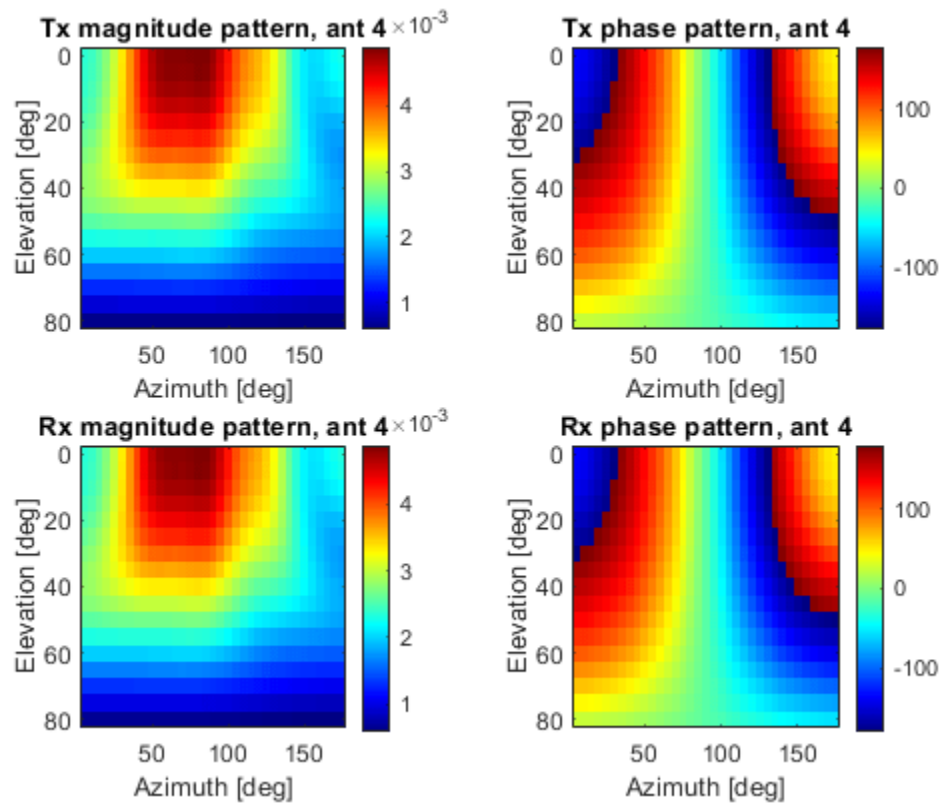 Tx magnitude pattern, ant 4 ×10⁻³
0
20
40
60
80
Elevation [deg]
50 100 150
Azimuth [deg]
4
3
2
1
Tx phase pattern, ant 4
0
20
40
60
80
Elevation [deg]
50 100 150
Azimuth [deg]
100
0
-100
Rx magnitude pattern, ant 4 ×10⁻³
0
20
40
60
80
Elevation [deg]
50 100 150
Azimuth [deg]
4
3
2
1
Rx phase pattern, ant 4
0
20
40
60
80
Elevation [deg]
50 100 150
Azimuth [deg]
100
0
-100